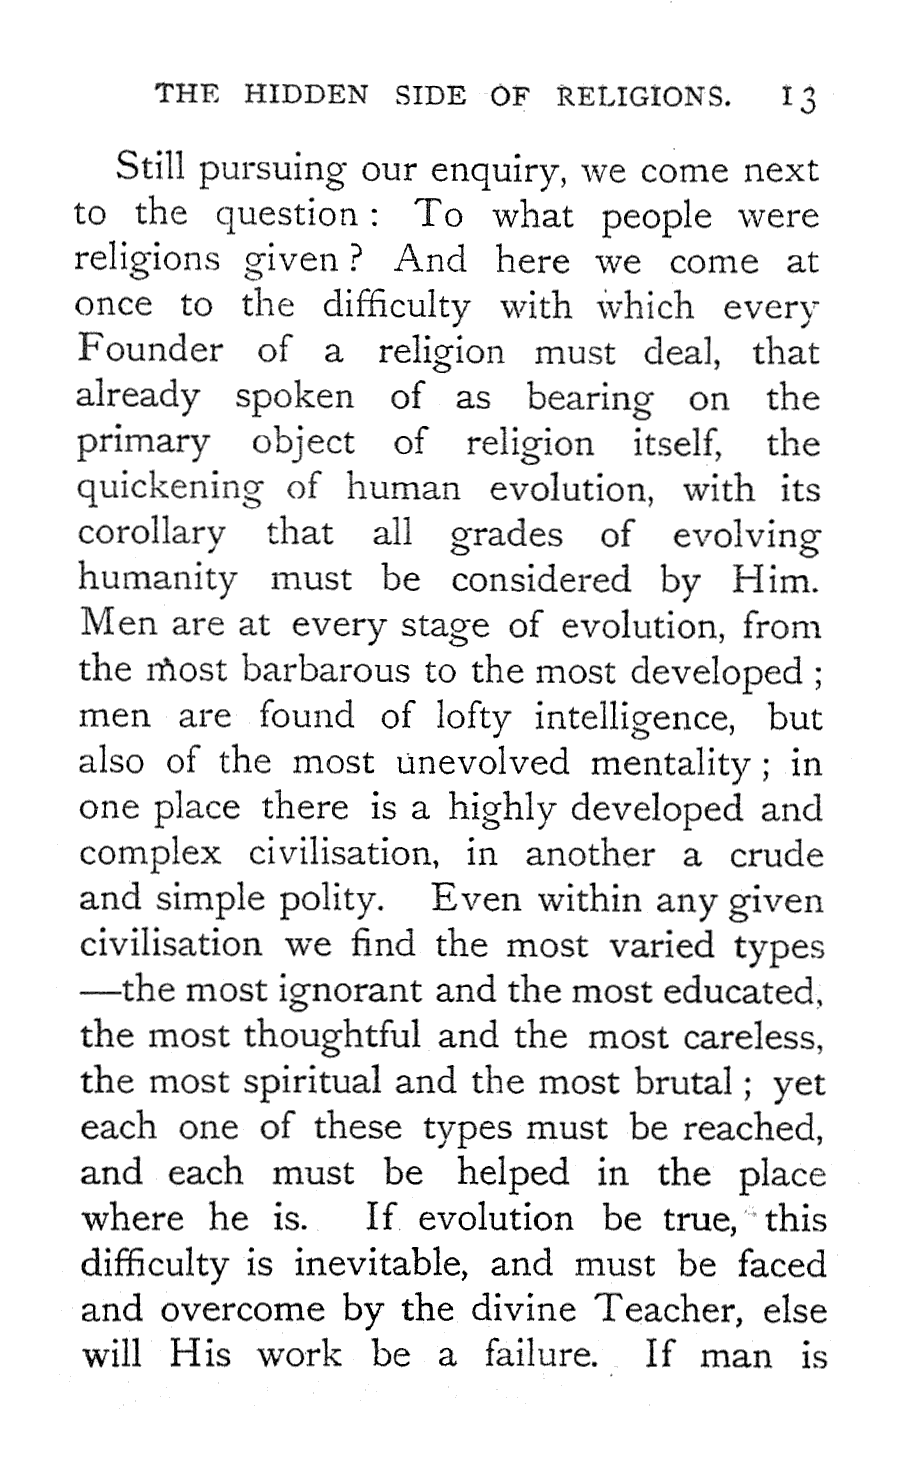 THE HIDDEN SIDE OF RELIGIONS. 13
Still pursuing our enquiry, we come next
to the question : To what people were
religions given ? And here we come at
once to the difficulty with which every
Founder of a religion must deal, that
already spoken of as bearing on the
primary object of religion itself, the
quickening of human evolution, with its
corollary that all grades of evolving
humanity must be considered by Him.
Men are at every stage of evolution, from
the most barbarous to the most developed ;
men are found of lofty intelligence, but
also of the most unevolved mentality ; in
one place there is a highly developed and
complex civilisation, in another a crude
and simple polity. Even within any given
civilisation we find the most varied types
—the most ignorant and the most educated,
the most thoughtful and the most careless,
the most spiritual and the most brutal ; yet
each one of these types must be reached,
and each must be helped in the place
where he is. If evolution be true, this
difficulty is inevitable, and must be faced
and overcome by the divine Teacher, else
will His work be a failure. If man is